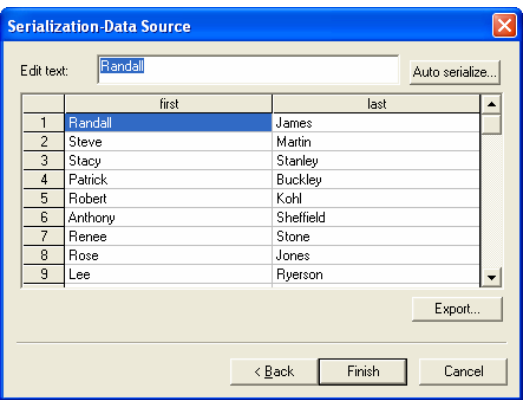 Serialization-Data Source
Edit text: Randall Auto serialize...
first last
1 Randall James
2 Steve Martin
3 Stacy Stanley
4 Patrick Buckley
5 Robert Kohl
6 Anthony Sheffield
7 Renee Stone
8 Rose Jones
9 Lee Ryerson
Export...
< Back Finish Cancel